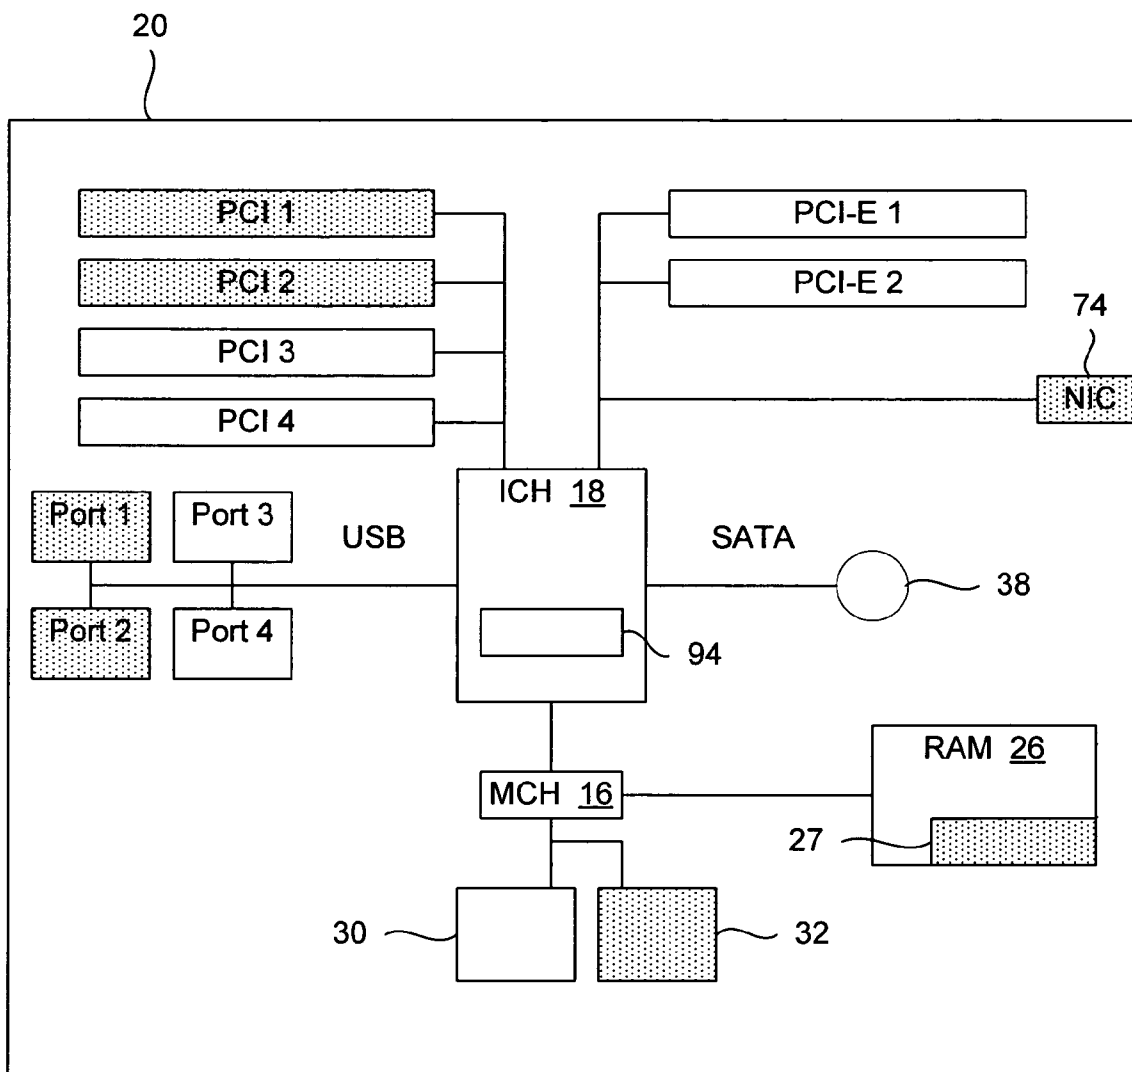 20
PCI 1
PCI-E 1
PCI 2
PCI-E 2
74
PCI 3
NIC
PCI 4
ICH 18
Port 1
Port 3
USB
SATA
38
Port 2
Port 4
94
RAM 26
MCH 16
27
30
32